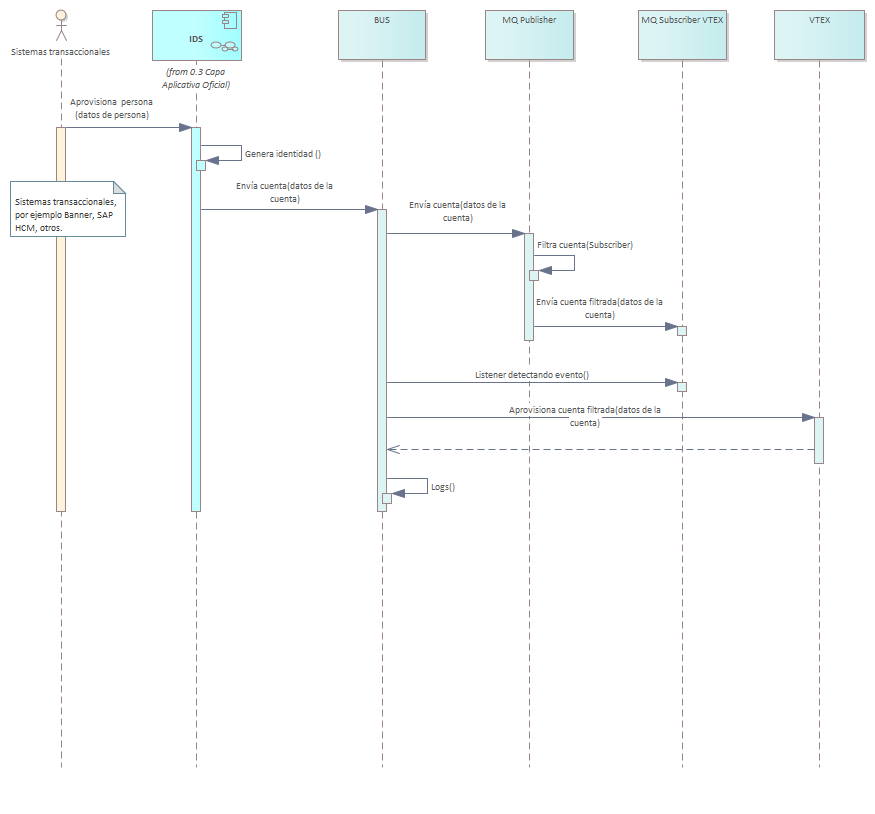 Sistemas transaccionales
IDS
(from 0.3 Capa
Aplicativa Oficial)
BUS
MQ Publisher
MQ Subscriber VTEX
VTEX
Aprovisiona persona
(datos de persona)
Genera identidad ()
Sistemas transaccionales,
por ejemplo Banner, SAP
HCM, otros.
Envía cuenta(datos de la
cuenta)
Envía cuenta(datos de la
cuenta)
Filtra cuenta(Subscriber)
Envía cuenta filtrada(datos de la
cuenta)
Listener detectando evento()
Aprovisiona cuenta filtrada(datos de la
cuenta)
Logs()